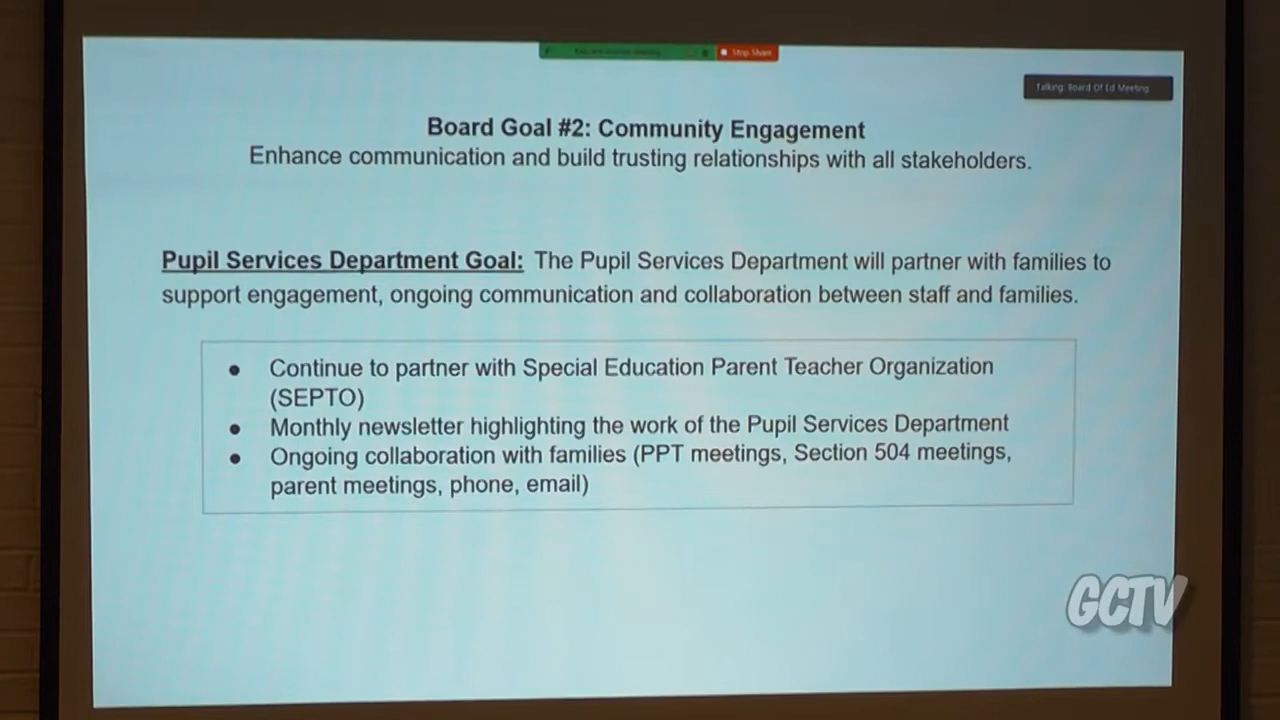 Stop Share
Talking: Board Of Ed Meeting
Board Goal #2: Community Engagement
Enhance communication and build trusting relationships with all stakeholders.
Pupil Services Department Goal: The Pupil Services Department will partner with families to
support engagement, ongoing communication and collaboration between staff and families.
● Continue to partner with Special Education Parent Teacher Organization
(SEPTO)
● Monthly newsletter highlighting the work of the Pupil Services Department
● Ongoing collaboration with families (PPT meetings, Section 504 meetings,
parent meetings, phone, email)
GCTV